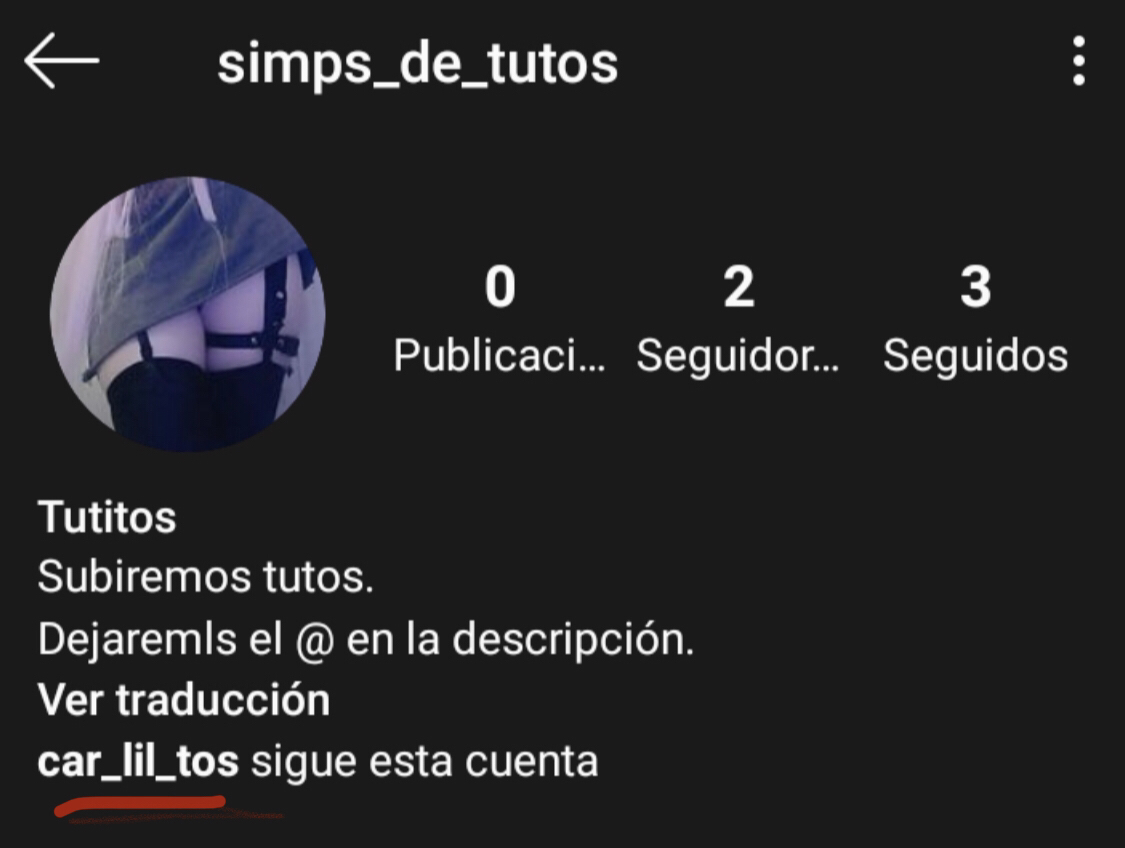 simps_de_tutos
0 2 3
Publicaci... Seguidor... Seguidos
Tutitos
Subiremos tutos.
Dejaremls el @ en la descripción.
Ver traducción
car_lil_tos sigue esta cuenta